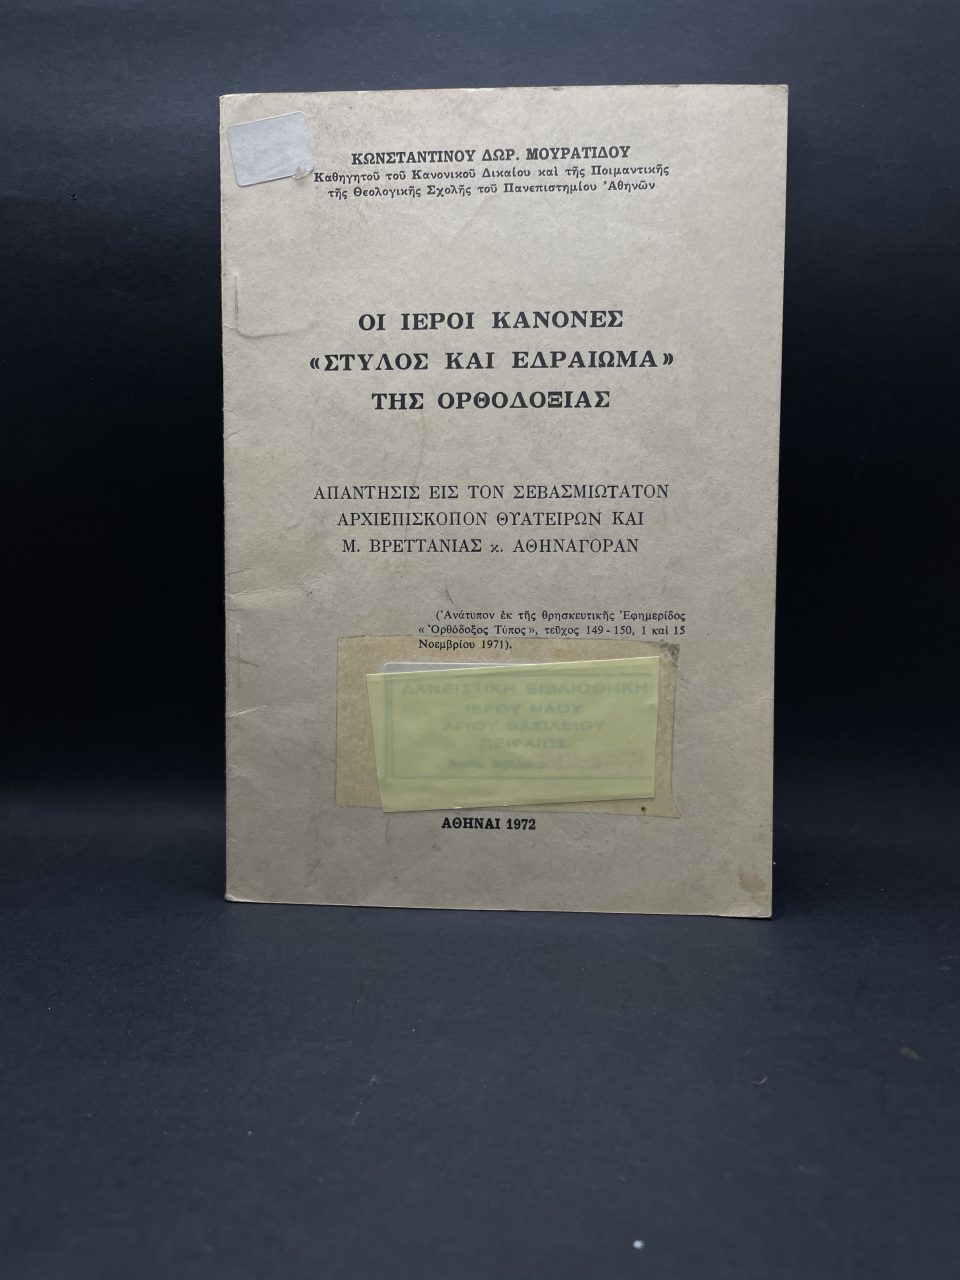 ΚΩΝΣΤΑΝΤΙΝΟΥ ΔΩΡ. ΜΟΥΡΑΤΙΔΟΥ
Καθηγητοῦ τοῦ Κανονικοῦ Δικαίου καὶ τῆς Ποιμαντικῆς
τῆς Θεολογικῆς Σχολῆς τοῦ Πανεπιστημίου Ἀθηνῶν
ΟΙ ΙΕΡΟΙ ΚΑΝΟΝΕΣ
«ΣΤΥΛΟΣ ΚΑΙ ΕΔΡΑΙΩΜΑ»
ΤΗΣ ΟΡΘΟΔΟΞΙΑΣ
ΑΠΑΝΤΗΣΙΣ ΕΙΣ ΤΟΝ ΣΕΒΑΣΜΙΩΤΑΤΟΝ
ΑΡΧΙΕΠΙΣΚΟΠΟΝ ΘΥΑΤΕΙΡΩΝ ΚΑΙ
Μ. ΒΡΕΤΤΑΝΙΑΣ κ. ΑΘΗΝΑΓΟΡΑΝ
(Ἀνάτυπον ἐκ τῆς θρησκευτικῆς Ἐφημερίδος
«Ὀρθόδοξος Τύπος», τεῦχος 149 - 150, 1 καὶ 15
Νοεμβρίου 1971).
ΔΑΝΕΙΣΤΙΚΗ ΒΙΒΛΙΟΘΗΚΗ
ΙΕΡΟΥ ΝΑΟΥ
ΑΓΙΟΥ ΒΑΣΙΛΕΙΟΥ
ΠΕΙΡΑΙΩΣ
ΑΘΗΝΑΙ 1972